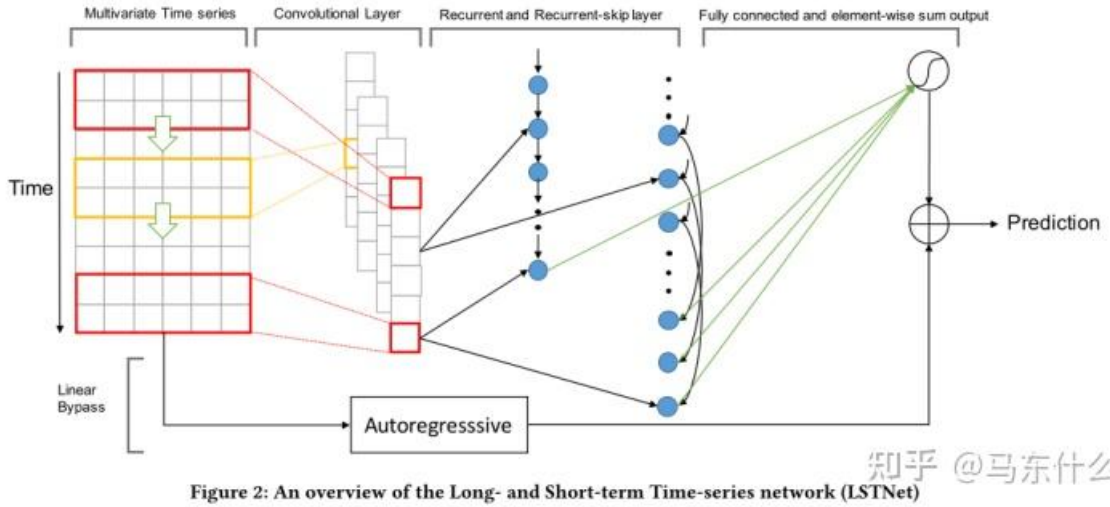 Multivariate Time series
Convolutional Layer
Recurrent and Recurrent-skip layer
Fully connected and element-wise sum output
Time
Prediction
Linear
Bypass
Autoregresssive
知乎 @马东什么
Figure 2: An overview of the Long- and Short-term Time-series network (LSTNet)